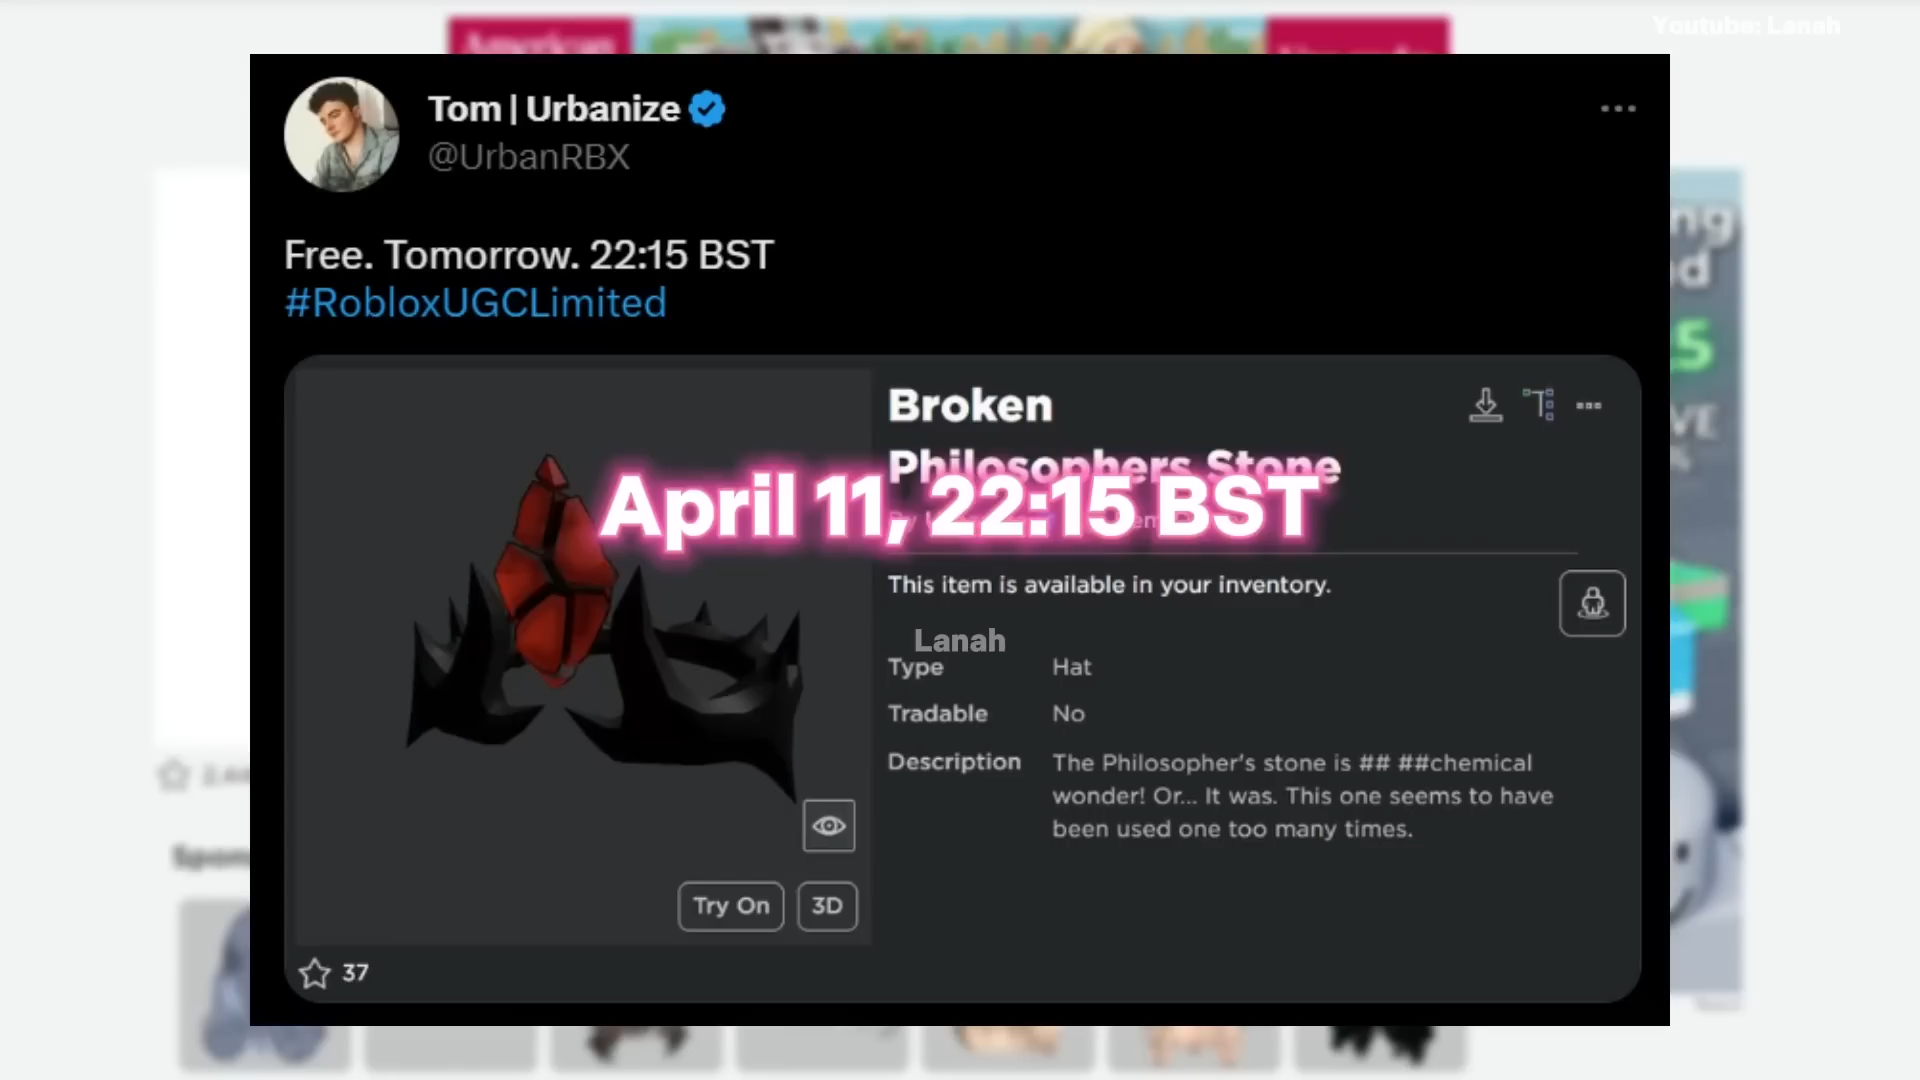 American
Youtube: Lanah
Tom | Urbanize
@UrbanRBX
Free. Tomorrow. 22:15 BST
#RobloxUGCLimited
Broken
Philosophers Stone
April 11, 22:15 BST
This item is available in your inventory.
Lanah
Type Hat
Tradable No
Description The Philosopher's stone is ## ##chemical
wonder! Or... It was. This one seems to have
been used one too many times.
Try On 3D
37